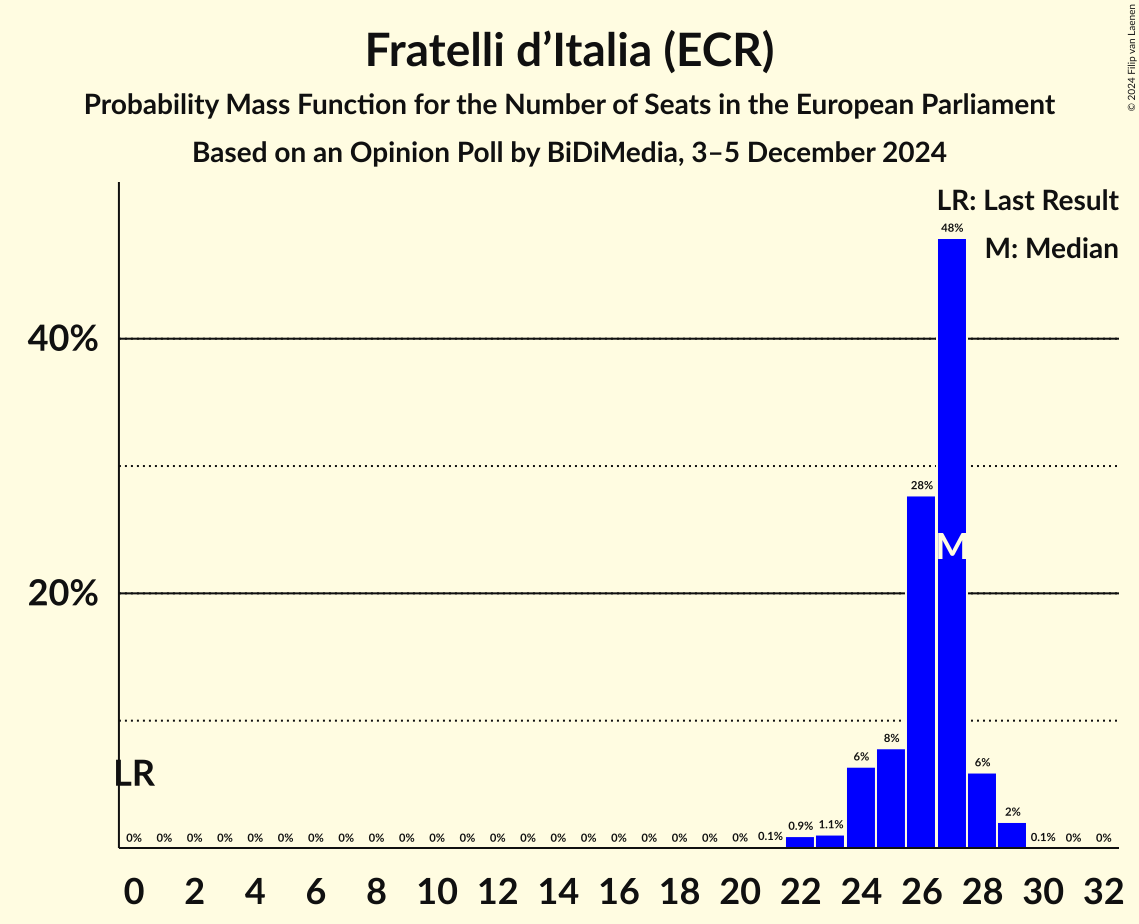 Fratelli d’Italia (ECR)
Probability Mass Function for the Number of Seats in the European Parliament
Based on an Opinion Poll by BiDiMedia, 3–5 December 2024
© 2024 Filip van Laenen
LR: Last Result
M: Median
40%
20%
LR
M
0% 0% 0% 0% 0% 0% 0% 0% 0% 0% 0% 0% 0% 0% 0% 0% 0% 0% 0% 0% 0% 0.1% 0.9% 1.1% 6% 8% 28% 48% 6% 2% 0.1% 0% 0%
0 2 4 6 8 10 12 14 16 18 20 22 24 26 28 30 32